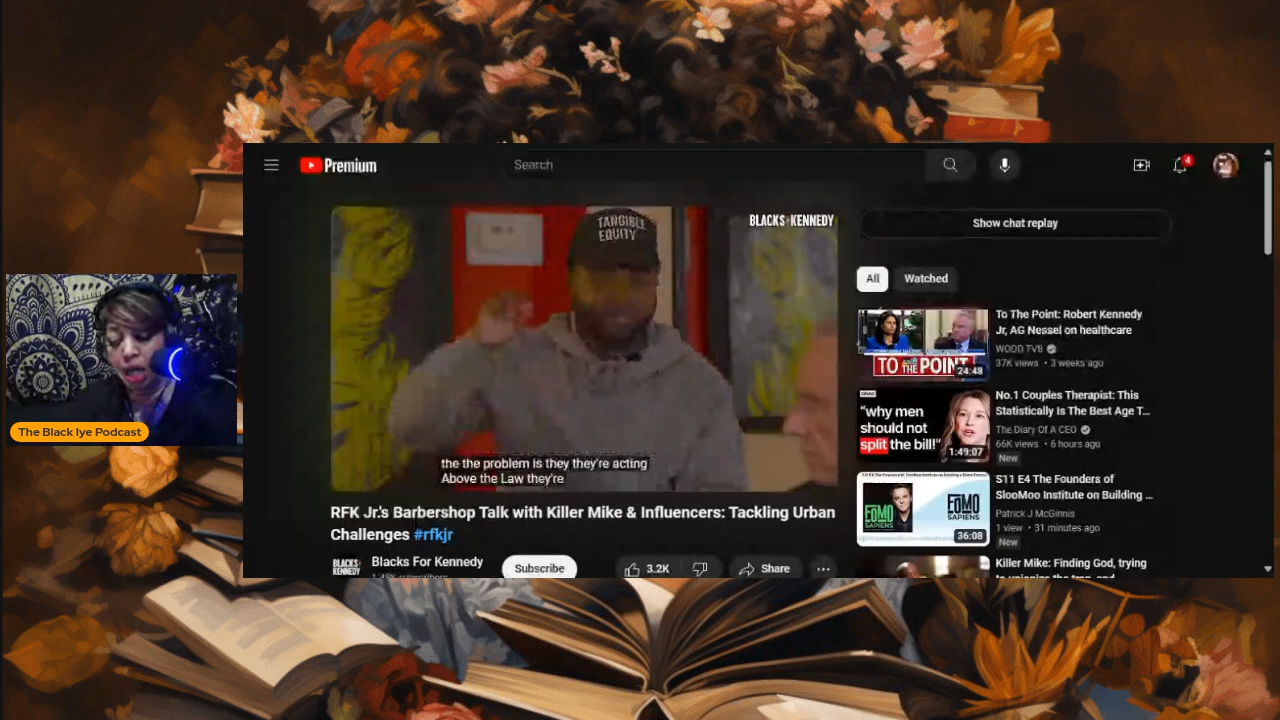 Premium
Search
4
TANGIBLE
EQUITY
BLACKS★KENNEDY
the the problem is they they're acting
Above the Law they're
RFK Jr.'s Barbershop Talk with Killer Mike & Influencers: Tackling Urban
Challenges #rfkjr
BLACKS
KENNEDY
Blacks For Kennedy
Subscribe
3.2K
Share
Show chat replay
All
Watched
TO THE POINT
24:48
To The Point: Robert Kennedy
Jr, AG Nessel on healthcare
WOOD TV8
37K views • 3 weeks ago
"why men
should not
split the bill!"
1:49:07
No.1 Couples Therapist: This
Statistically Is The Best Age T...
The Diary Of A CEO
66K views • 6 hours ago
New
FOMO
SAPIENS
FOMO
SAPIENS
36:08
S11 E4 The Founders of
SlooMoo Institute on Building ...
Patrick J McGinnis
1 view • 31 minutes ago
New
Killer Mike: Finding God, trying
The Black Iye Podcast